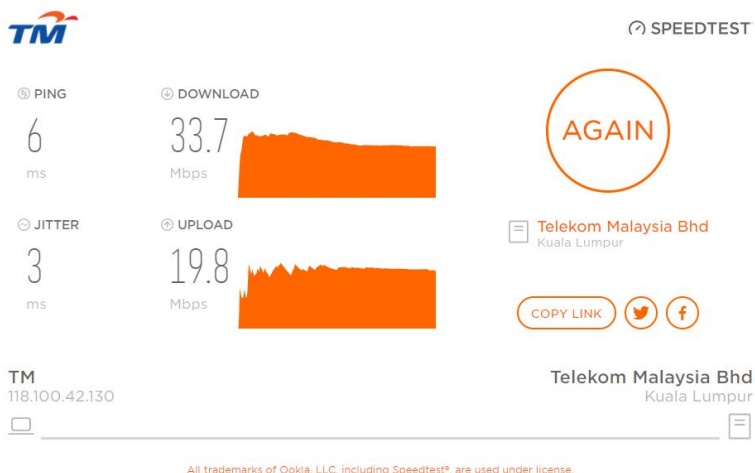 TM
SPEEDTEST
PING
6
ms
DOWNLOAD
33.7
Mbps
AGAIN
JITTER
3
ms
UPLOAD
19.8
Mbps
Telekom Malaysia Bhd
Kuala Lumpur
COPY LINK
TM
118.100.42.130
Telekom Malaysia Bhd
Kuala Lumpur
All trademarks of Ookla, LLC, including Speedtest®, are used under license.